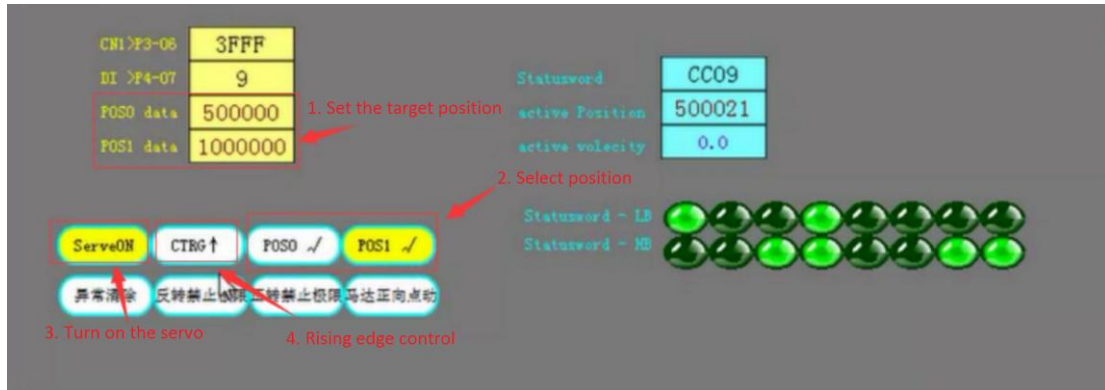 CN1>P3-06 3FFF
DI >P4-07 9
POS0 data 500000
POS1 data 1000000
1. Set the target position
Statusword CC09
active Position 500021
active volecity 0.0
2. Select position
Statusword - LB
Statusword - MB
ServeON CTRG↑ POS0 ✓ POS1 ✓
异常清除 反转禁止极限 正转禁止极限 马达正向点动
3. Turn on the servo
4. Rising edge control